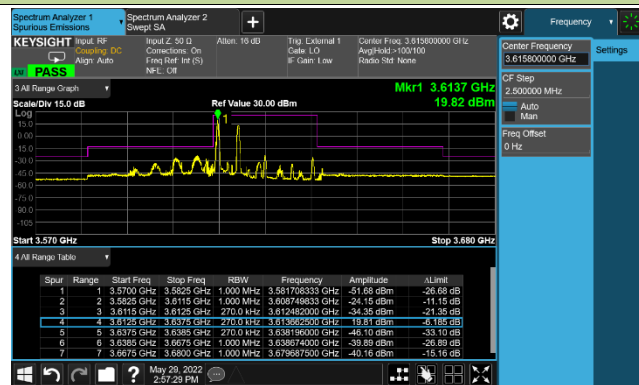 Spectrum Analyzer 1
Spurious Emissions
Spectrum Analyzer 2
Swept SA
Frequency
KEYSIGHT
Input: RF
Coupling: DC
Align: Auto
Input Z: 50 Ω
Corrections: On
Freq Ref: Int (S)
NFE: Off
Atten: 16 dB
Trig: External 1
Gate: LO
IF Gain: Low
Center Freq: 3.615800000 GHz
Avg|Hold:>100/100
Radio Std: None
PASS
3 All Range Graph
Scale/Div 15.0 dB
Ref Value 30.00 dBm
Mkr1 3.6137 GHz
19.82 dBm
Log
15.0
0.00
-15.0
-30.0
-45.0
-60.0
-75.0
-90.0
-105
1
Start 3.570 GHz
Stop 3.680 GHz
4 All Range Table
Spur Range Start Freq Stop Freq RBW Frequency Amplitude ΔLimit
1 1 3.5700 GHz 3.5825 GHz 1.000 MHz 3.581708333 GHz -51.68 dBm -26.68 dB
2 2 3.5825 GHz 3.6115 GHz 1.000 MHz 3.608749833 GHz -24.15 dBm -11.15 dB
3 3 3.6115 GHz 3.6125 GHz 270.0 kHz 3.612482000 GHz -34.35 dBm -21.35 dB
4 4 3.6125 GHz 3.6375 GHz 270.0 kHz 3.613662500 GHz 19.81 dBm -6.185 dB
5 5 3.6375 GHz 3.6385 GHz 270.0 kHz 3.638196000 GHz -46.10 dBm -33.10 dB
6 6 3.6385 GHz 3.6675 GHz 1.000 MHz 3.638674000 GHz -39.89 dBm -26.89 dB
7 7 3.6675 GHz 3.6800 GHz 1.000 MHz 3.679687500 GHz -40.16 dBm -15.16 dB
Center Frequency
3.615800000 GHz
Settings
CF Step
2.500000 MHz
Auto
Man
Freq Offset
0 Hz
May 29, 2022
2:57:29 PM